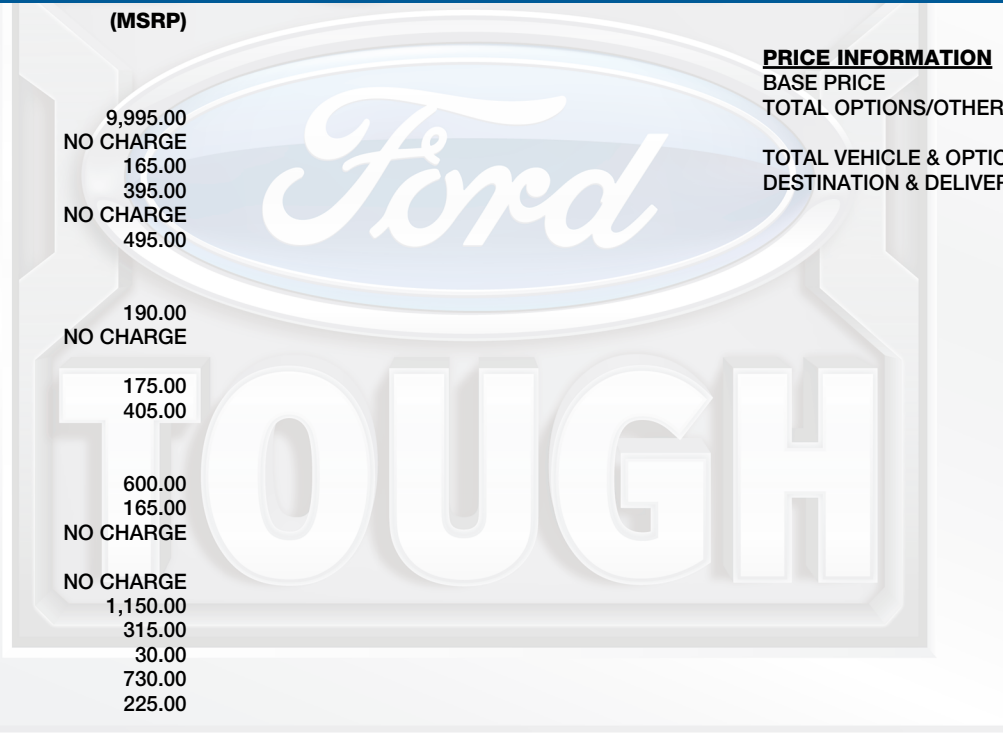 (MSRP)
9,995.00
NO CHARGE
165.00
395.00
NO CHARGE
495.00
190.00
NO CHARGE
175.00
405.00
600.00
165.00
NO CHARGE
NO CHARGE
1,150.00
315.00
30.00
730.00
225.00
PRICE INFORMATION
BASE PRICE
TOTAL OPTIONS/OTHER
TOTAL VEHICLE & OPTIO
DESTINATION & DELIVER
Ford
TOUGH